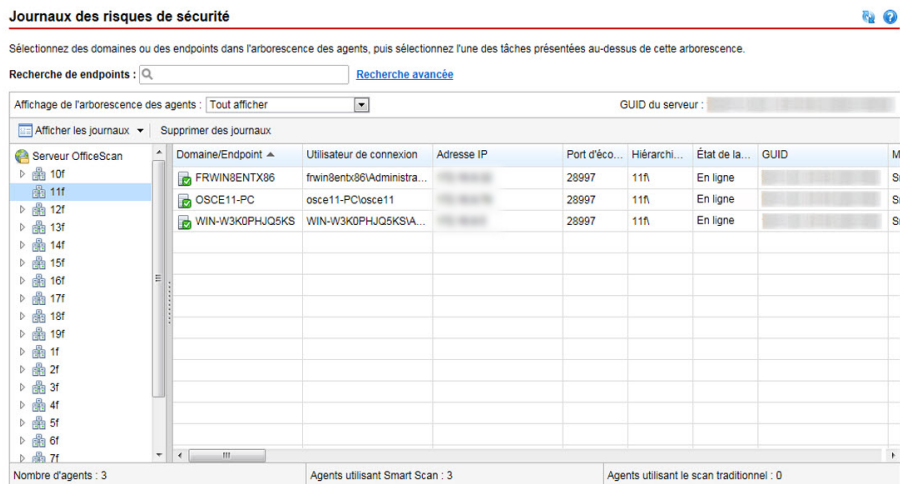 Journaux des risques de sécurité
Sélectionnez des domaines ou des endpoints dans l'arborescence des agents, puis sélectionnez l'une des tâches présentées au-dessus de cette arborescence.
Recherche de endpoints : Recherche avancée
Affichage de l'arborescence des agents : Tout afficher GUID du serveur :
Afficher les journaux Supprimer des journaux
Serveur OfficeScan
10f
11f
12f
13f
14f
15f
16f
17f
18f
19f
1f
2f
3f
4f
5f
6f
7f
Domaine/Endpoint Utilisateur de connexion Adresse IP Port d'éco... Hiérarchi... État de la... GUID M
FRWIN8ENTX86 frwin8entx86\Administra... 28997 11f\ En ligne
OSCE11-PC osce11-PC\osce11 28997 11f\ En ligne
WIN-W3K0PHJQ5KS WIN-W3K0PHJQ5KS\A... 28997 11f\ En ligne
Nombre d'agents : 3 Agents utilisant Smart Scan : 3 Agents utilisant le scan traditionnel : 0